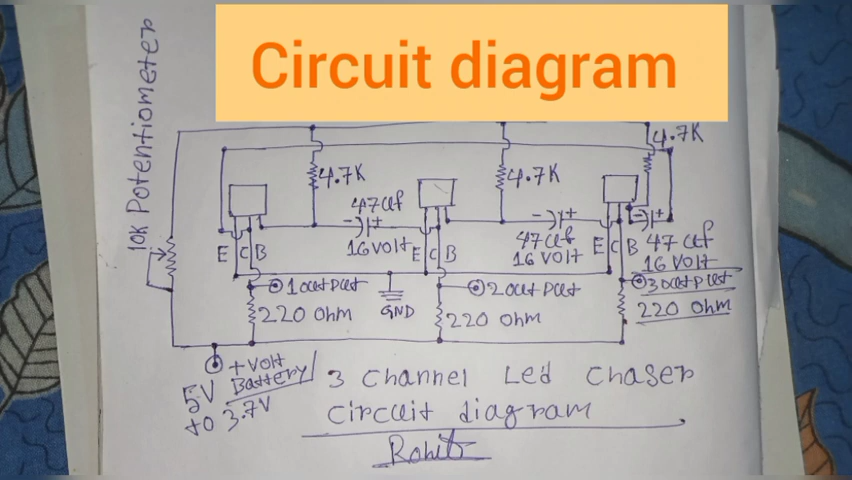 Circuit diagram
10K Potentiometer
4.7K
4.7K
4.7K
47uf
16 VOLT
47uf
16 VOLT
47uf
16 VOLT
E C B
E C B
E C B
1 output
2 output
3 output
220 ohm
GND
220 ohm
220 ohm
+ VOLT
Battery
5V
to 3.7V
3 Channel Led Chaser
Circuit diagram
Rohit